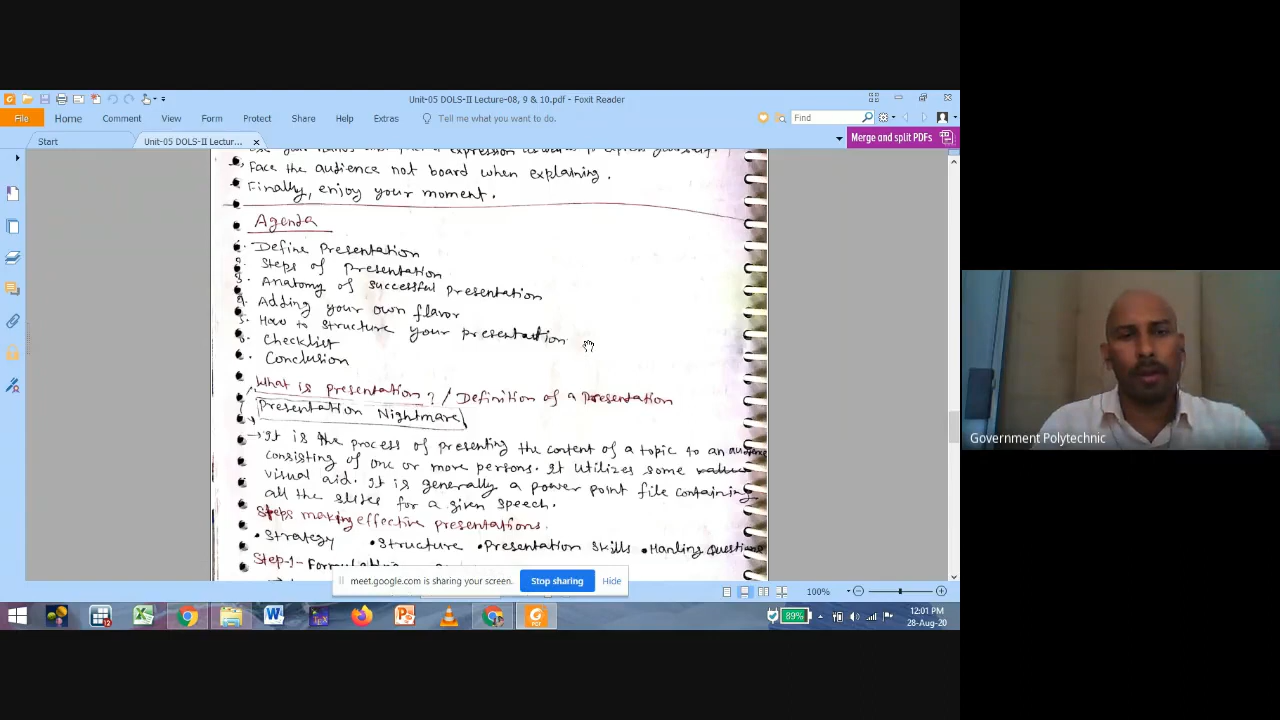 Unit-05 DOLS-II Lecture-08, 9 & 10.pdf - Foxit Reader
File Home Comment View Form Protect Share Help Extras Tell me what you want to do. Find
Start Unit-05 DOLS-II Lectur... Merge and split PDFs
Face the audience not board when explaining.
Finally, enjoy your moment.
Agenda
Define Presentation
Steps of presentation
Anatomy of successful presentation
Adding your own flavor
How to structure your presentation
Checklist
Conclusion
What is presentation? / Definition of a Presentation
Presentation Nightmare
→ It is the process of presenting the content of a topic to an audience
consisting of one or more persons. It utilizes some
visual aid. It is generally a power point file containing
all the slites for a given speech.
Steps making effective presentations.
• Strategy • Structure • Presentation Skills • Hanling Questions
Step-1-
meet.google.com is sharing your screen. Stop sharing Hide
100%
89% 12:01 PM
28-Aug-20
Government Polytechnic